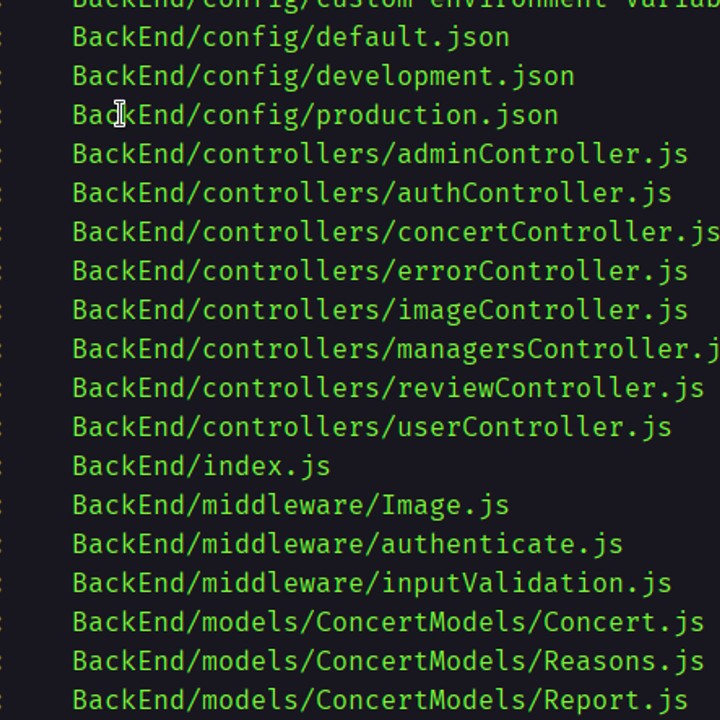 BackEnd/config/custom environment variab
: BackEnd/config/default.json
: BackEnd/config/development.json
: BackEnd/config/production.json
: BackEnd/controllers/adminController.js
: BackEnd/controllers/authController.js
: BackEnd/controllers/concertController.js
: BackEnd/controllers/errorController.js
: BackEnd/controllers/imageController.js
: BackEnd/controllers/managersController.j
: BackEnd/controllers/reviewController.js
: BackEnd/controllers/userController.js
: BackEnd/index.js
: BackEnd/middleware/Image.js
: BackEnd/middleware/authenticate.js
: BackEnd/middleware/inputValidation.js
: BackEnd/models/ConcertModels/Concert.js
: BackEnd/models/ConcertModels/Reasons.js
: BackEnd/models/ConcertModels/Report.js